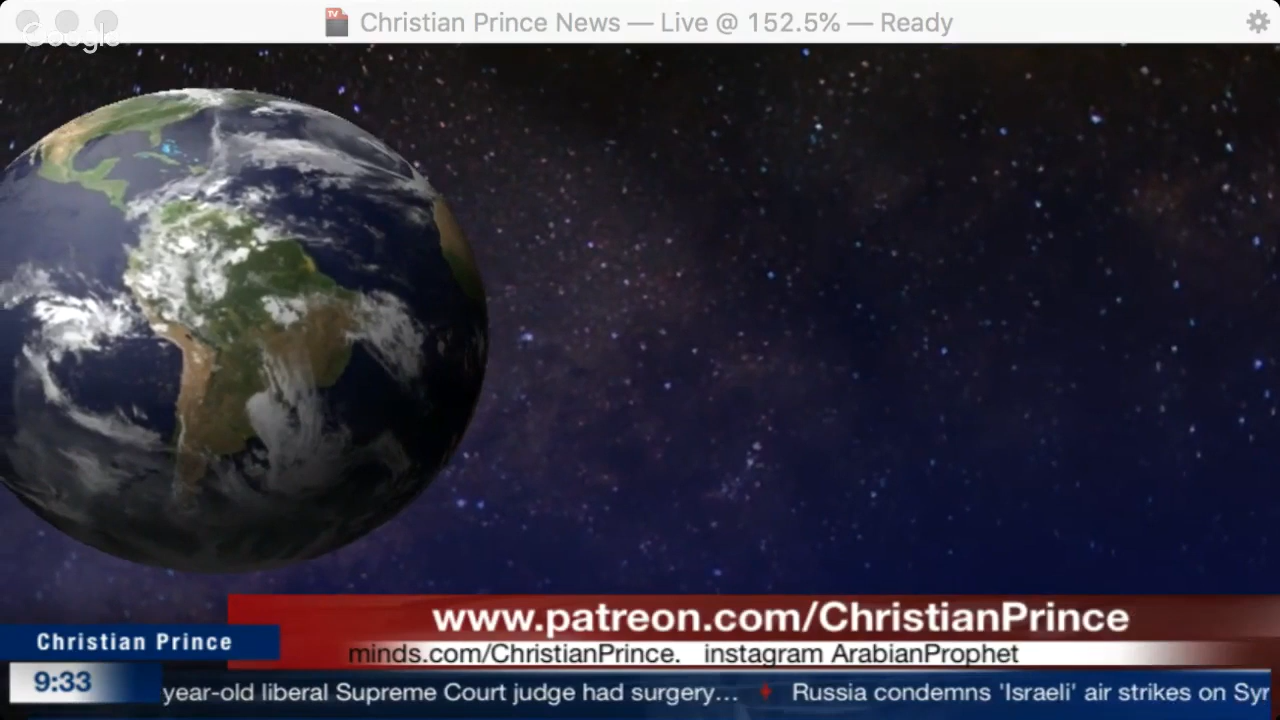 Christian Prince News — Live @ 152.5% — Ready
Google
www.patreon.com/ChristianPrince
Christian Prince
minds.com/ChristianPrince. instagram ArabianProphet
9:33
year-old liberal Supreme Court judge had surgery... Russia condemns 'Israeli' air strikes on Syr